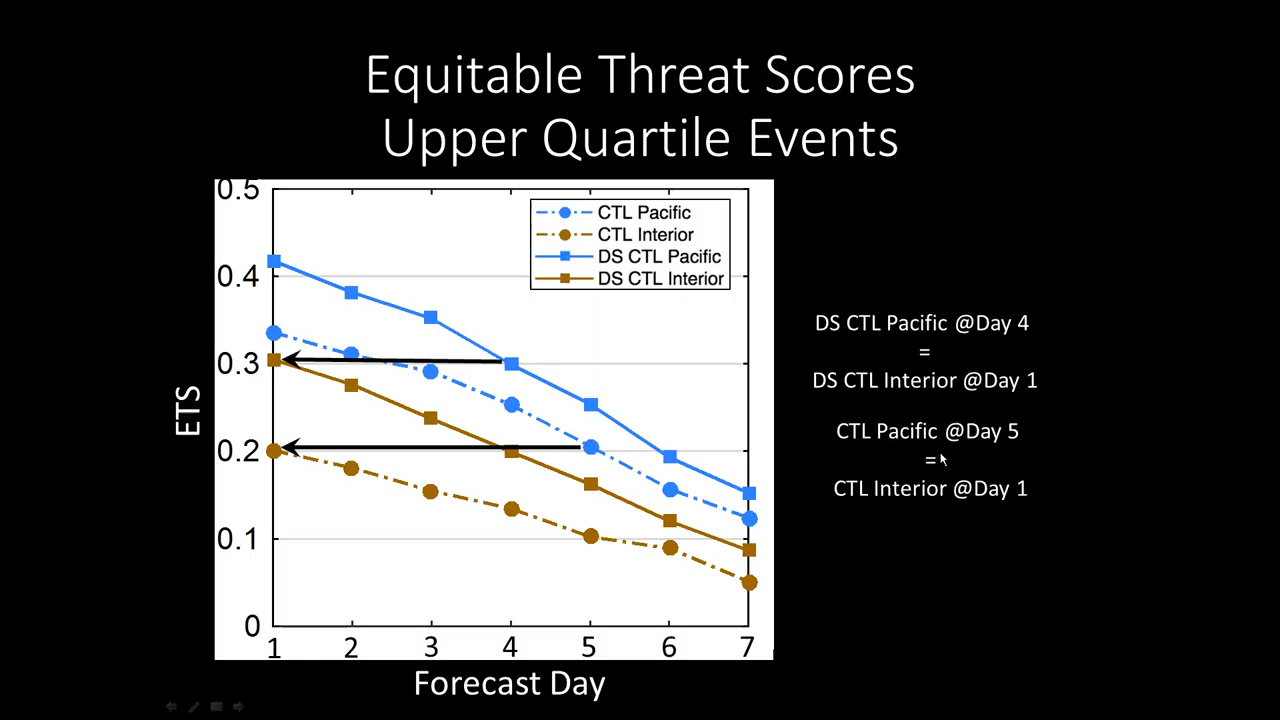 Equitable Threat Scores
Upper Quartile Events
0.5
0.4
0.3
0.2
0.1
0
ETS
CTL Pacific
CTL Interior
DS CTL Pacific
DS CTL Interior
1 2 3 4 5 6 7
Forecast Day
DS CTL Pacific @Day 4
=
DS CTL Interior @Day 1
CTL Pacific @Day 5
=
CTL Interior @Day 1